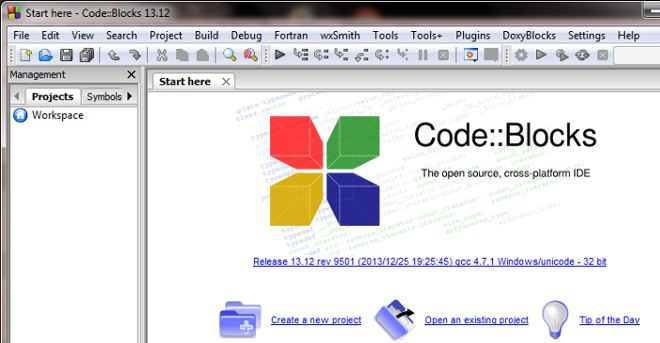 Start here - Code::Blocks 13.12
File Edit View Search Project Build Debug Fortran wxSmith Tools Tools+ Plugins DoxyBlocks Settings Help
Management
Projects Symbols
Start here
Workspace
Code::Blocks
The open source, cross-platform IDE
Release 13.12 rev 9501 (2013/12/25 19:25:45) gcc 4.7.1 Windows/unicode - 32 bit
Create a new project Open an existing project Tip of the Day